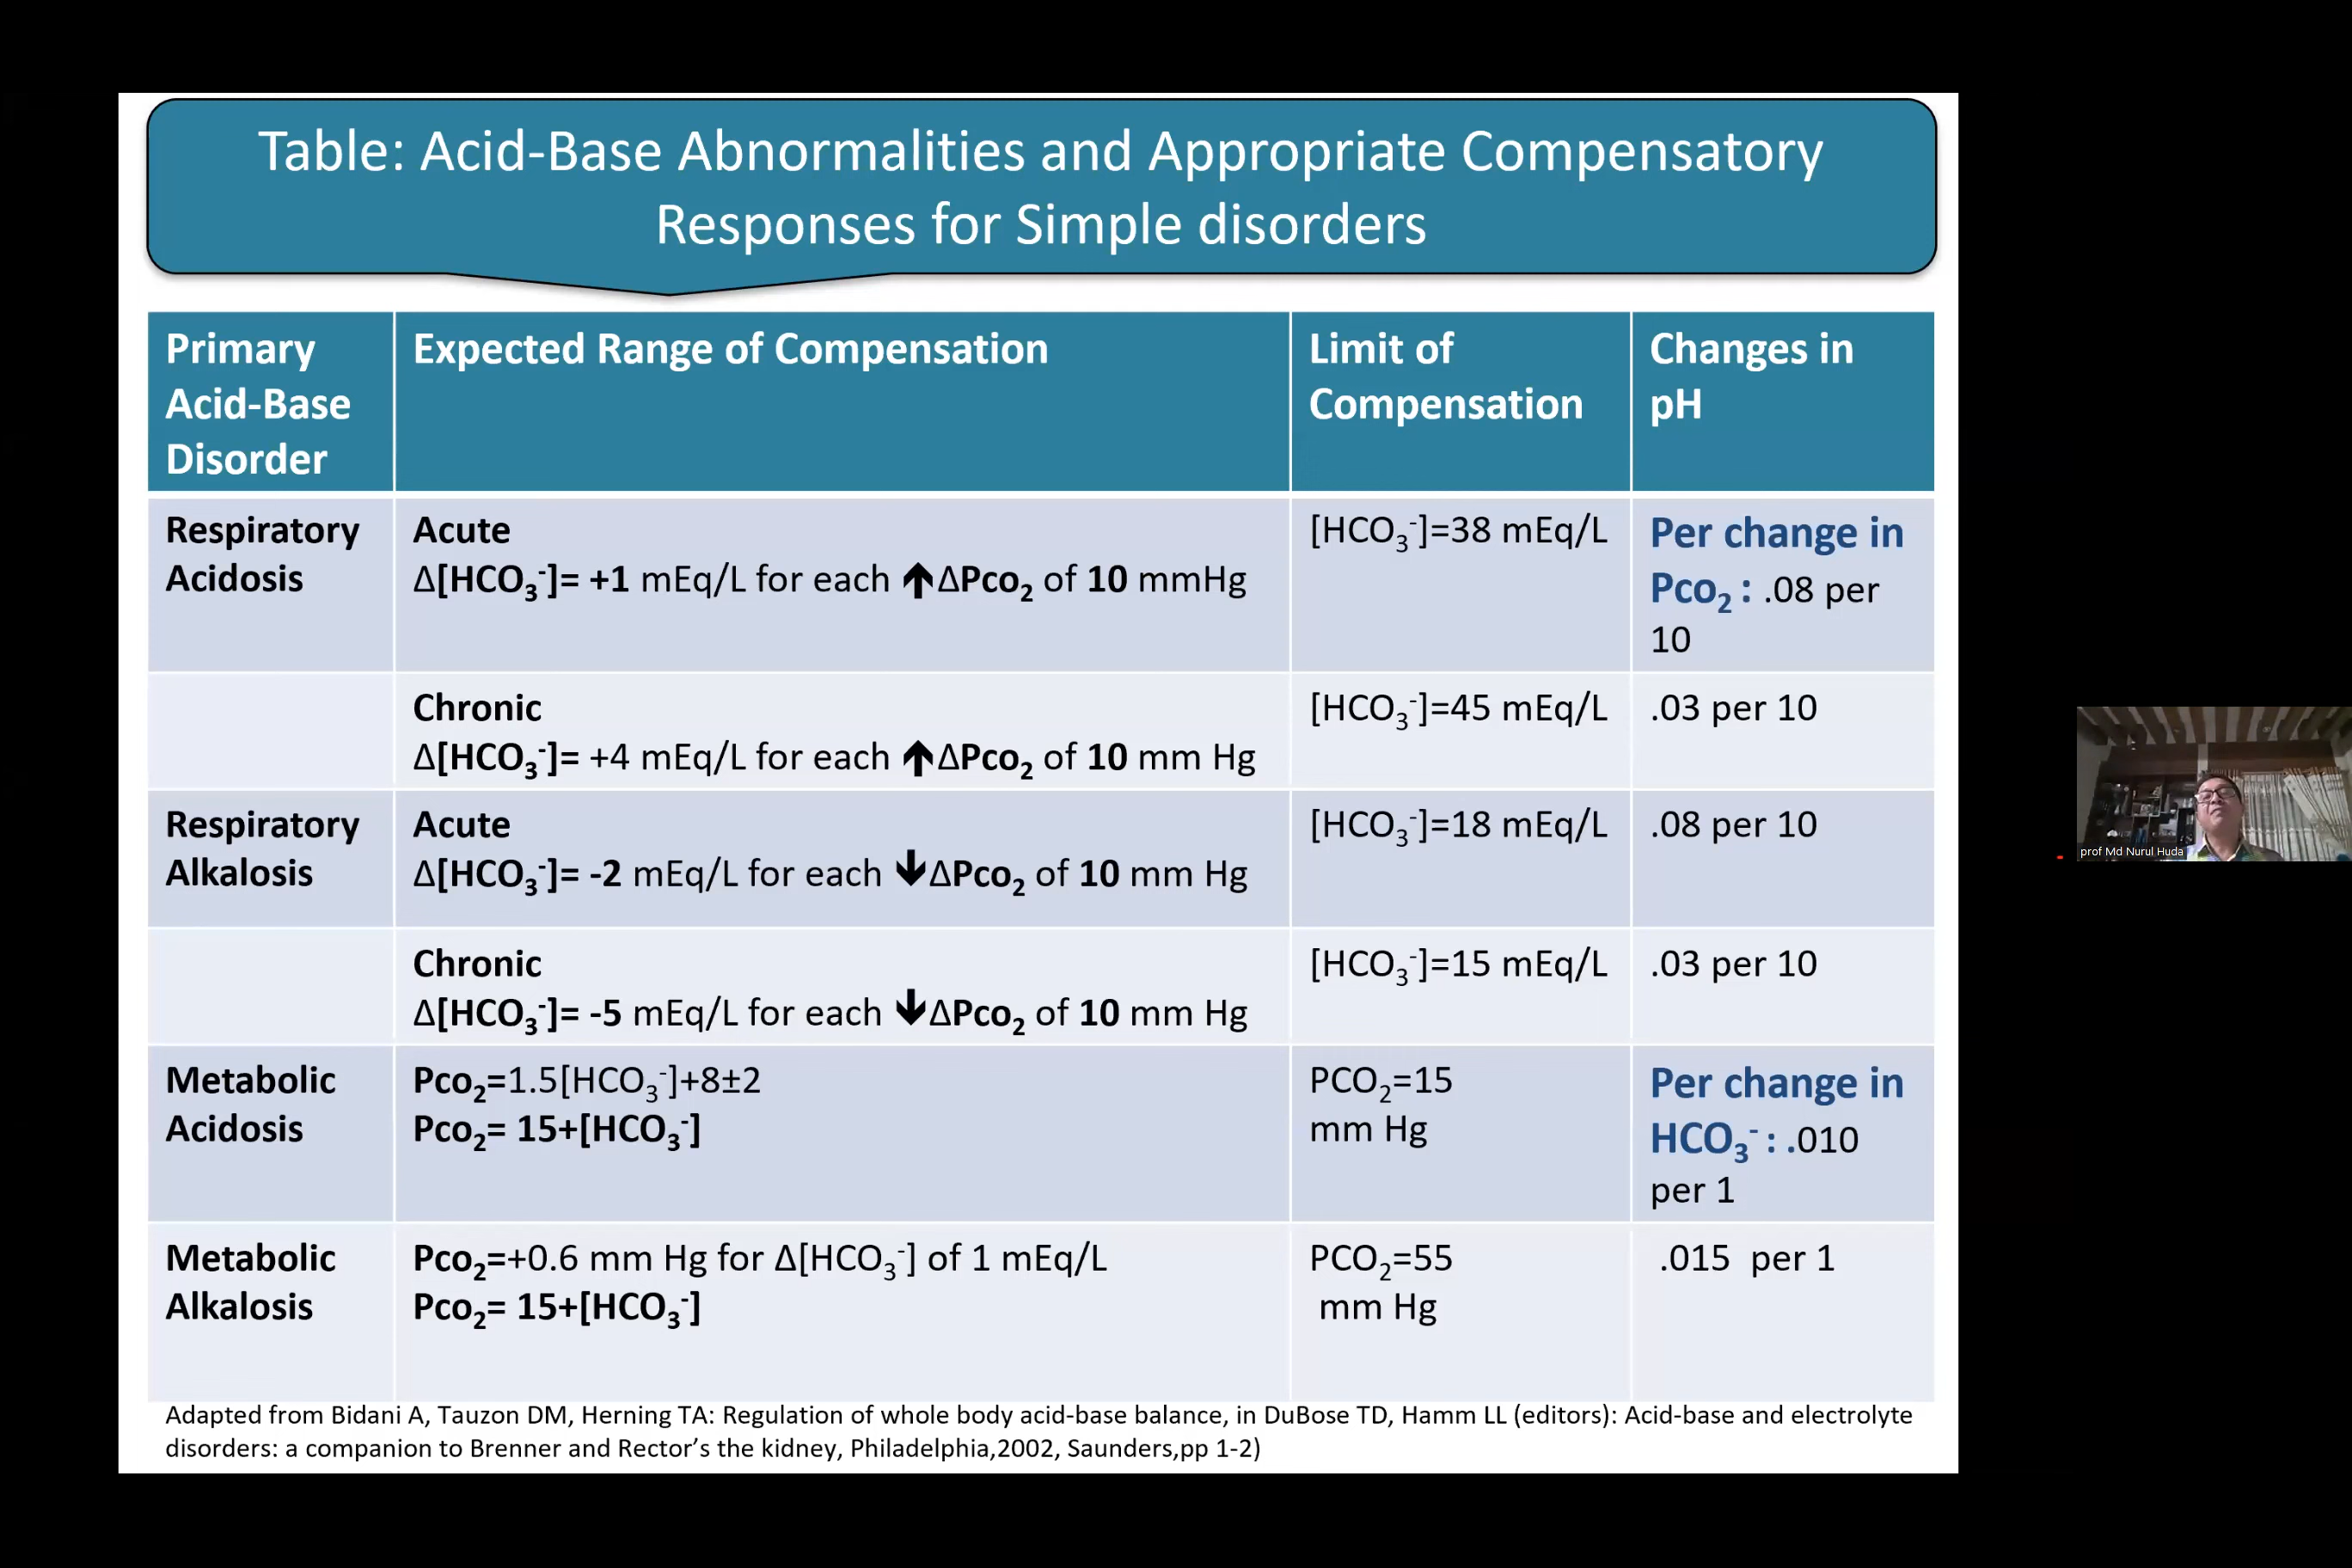 Table: Acid-Base Abnormalities and Appropriate Compensatory
Responses for Simple disorders
Primary
Acid-Base
Disorder
Expected Range of Compensation
Limit of
Compensation
Changes in
pH
Respiratory
Acidosis
Acute
Δ[HCO₃⁻]= +1 mEq/L for each ↑ΔPco₂ of 10 mmHg
[HCO₃⁻]=38 mEq/L
Per change in
Pco₂ : .08 per
10
Chronic
Δ[HCO₃⁻]= +4 mEq/L for each ↑ΔPco₂ of 10 mm Hg
[HCO₃⁻]=45 mEq/L
.03 per 10
Respiratory
Alkalosis
Acute
Δ[HCO₃⁻]= -2 mEq/L for each ↓ΔPco₂ of 10 mm Hg
[HCO₃⁻]=18 mEq/L
.08 per 10
Chronic
Δ[HCO₃⁻]= -5 mEq/L for each ↓ΔPco₂ of 10 mm Hg
[HCO₃⁻]=15 mEq/L
.03 per 10
Metabolic
Acidosis
Pco₂=1.5[HCO₃⁻]+8±2
Pco₂= 15+[HCO₃⁻]
PCO₂=15
mm Hg
Per change in
HCO₃⁻ : .010
per 1
Metabolic
Alkalosis
Pco₂=+0.6 mm Hg for Δ[HCO₃⁻] of 1 mEq/L
Pco₂= 15+[HCO₃⁻]
PCO₂=55
mm Hg
.015 per 1
Adapted from Bidani A, Tauzon DM, Herning TA: Regulation of whole body acid-base balance, in DuBose TD, Hamm LL (editors): Acid-base and electrolyte
disorders: a companion to Brenner and Rector’s the kidney, Philadelphia,2002, Saunders,pp 1-2)
prof Md Nurul Huda